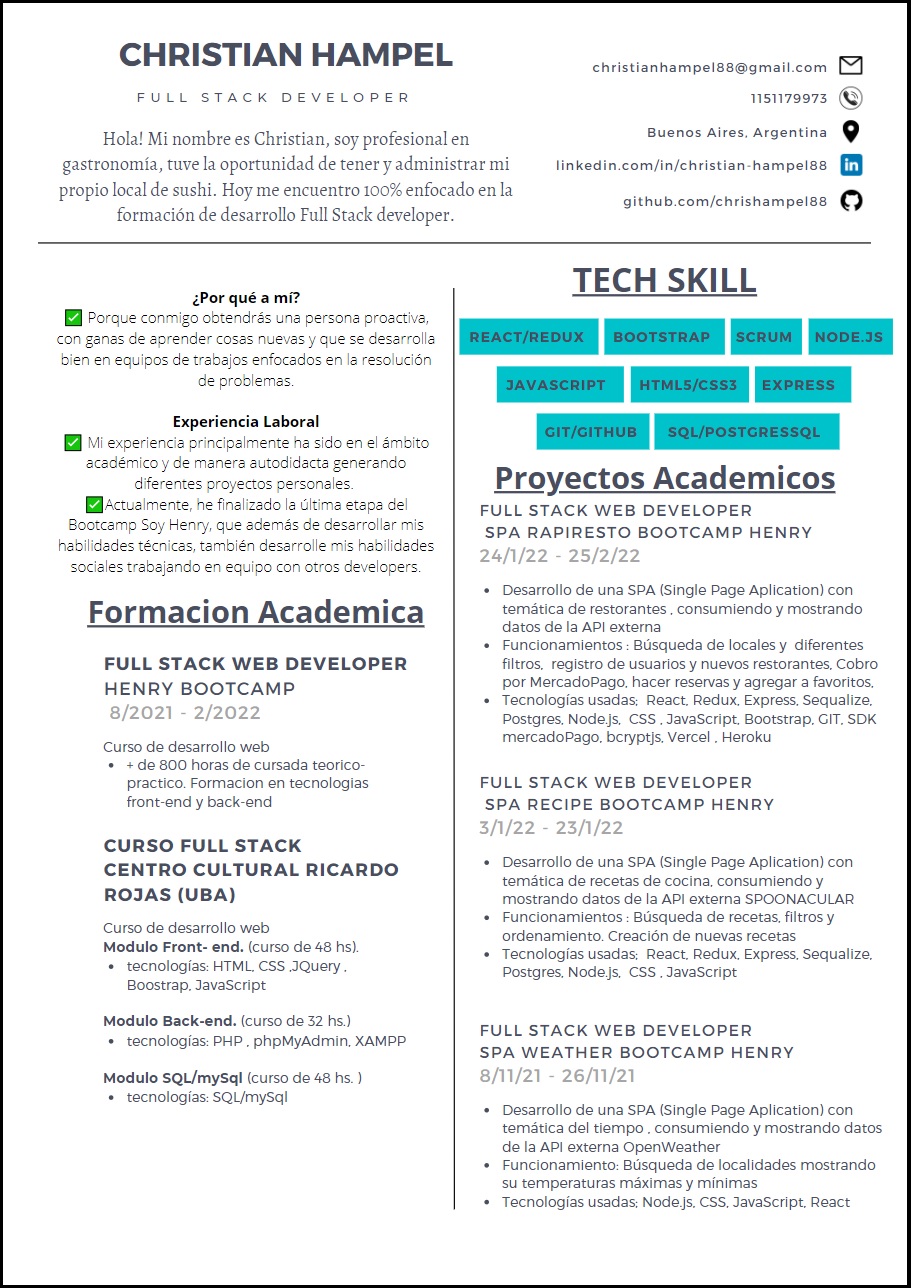 CHRISTIAN HAMPEL
FULL STACK DEVELOPER
Hola! Mi nombre es Christian, soy profesional en
gastronomía, tuve la oportunidad de tener y administrar mi
propio local de sushi. Hoy me encuentro 100% enfocado en la
formación de desarrollo Full Stack developer.
christianhampel88@gmail.com
1151179973
Buenos Aires, Argentina
linkedin.com/in/christian-hampel88
github.com/chrishampel88
¿Por qué a mí?
✅ Porque conmigo obtendrás una persona proactiva,
con ganas de aprender cosas nuevas y que se desarrolla
bien en equipos de trabajos enfocados en la resolución
de problemas.
Experiencia Laboral
✅ Mi experiencia principalmente ha sido en el ámbito
académico y de manera autodidacta generando
diferentes proyectos personales.
✅Actualmente, he finalizado la última etapa del
Bootcamp Soy Henry, que además de desarrollar mis
habilidades técnicas, también desarrolle mis habilidades
sociales trabajando en equipo con otros developers.
Formacion Academica
FULL STACK WEB DEVELOPER
HENRY BOOTCAMP
8/2021 - 2/2022
Curso de desarrollo web
• + de 800 horas de cursada teorico-
practico. Formacion en tecnologias
front-end y back-end
CURSO FULL STACK
CENTRO CULTURAL RICARDO
ROJAS (UBA)
Curso de desarrollo web
Modulo Front- end. (curso de 48 hs).
• tecnologías: HTML, CSS ,JQuery ,
Boostrap, JavaScript
Modulo Back-end. (curso de 32 hs.)
• tecnologías: PHP , phpMyAdmin, XAMPP
Modulo SQL/mySql (curso de 48 hs. )
• tecnologías: SQL/mySql
TECH SKILL
REACT/REDUX BOOTSTRAP SCRUM NODE.JS
JAVASCRIPT HTML5/CSS3 EXPRESS
GIT/GITHUB SQL/POSTGRESSQL
Proyectos Academicos
FULL STACK WEB DEVELOPER
SPA RAPIRESTO BOOTCAMP HENRY
24/1/22 - 25/2/22
• Desarrollo de una SPA (Single Page Aplication) con
temática de restorantes , consumiendo y mostrando
datos de la API externa
• Funcionamientos : Búsqueda de locales y diferentes
filtros, registro de usuarios y nuevos restorantes, Cobro
por MercadoPago, hacer reservas y agregar a favoritos,
• Tecnologías usadas; React, Redux, Express, Sequalize,
Postgres, Node.js, CSS , JavaScript, Bootstrap, GIT, SDK
mercadoPago, bcryptjs, Vercel , Heroku
FULL STACK WEB DEVELOPER
SPA RECIPE BOOTCAMP HENRY
3/1/22 - 23/1/22
• Desarrollo de una SPA (Single Page Aplication) con
temática de recetas de cocina, consumiendo y
mostrando datos de la API externa SPOONACULAR
• Funcionamientos : Búsqueda de recetas, filtros y
ordenamiento. Creación de nuevas recetas
• Tecnologías usadas; React, Redux, Express, Sequalize,
Postgres, Node.js, CSS , JavaScript
FULL STACK WEB DEVELOPER
SPA WEATHER BOOTCAMP HENRY
8/11/21 - 26/11/21
• Desarrollo de una SPA (Single Page Aplication) con
temática del tiempo , consumiendo y mostrando datos
de la API externa OpenWeather
• Funcionamiento: Búsqueda de localidades mostrando
su temperaturas máximas y mínimas
• Tecnologías usadas; Node.js, CSS, JavaScript, React